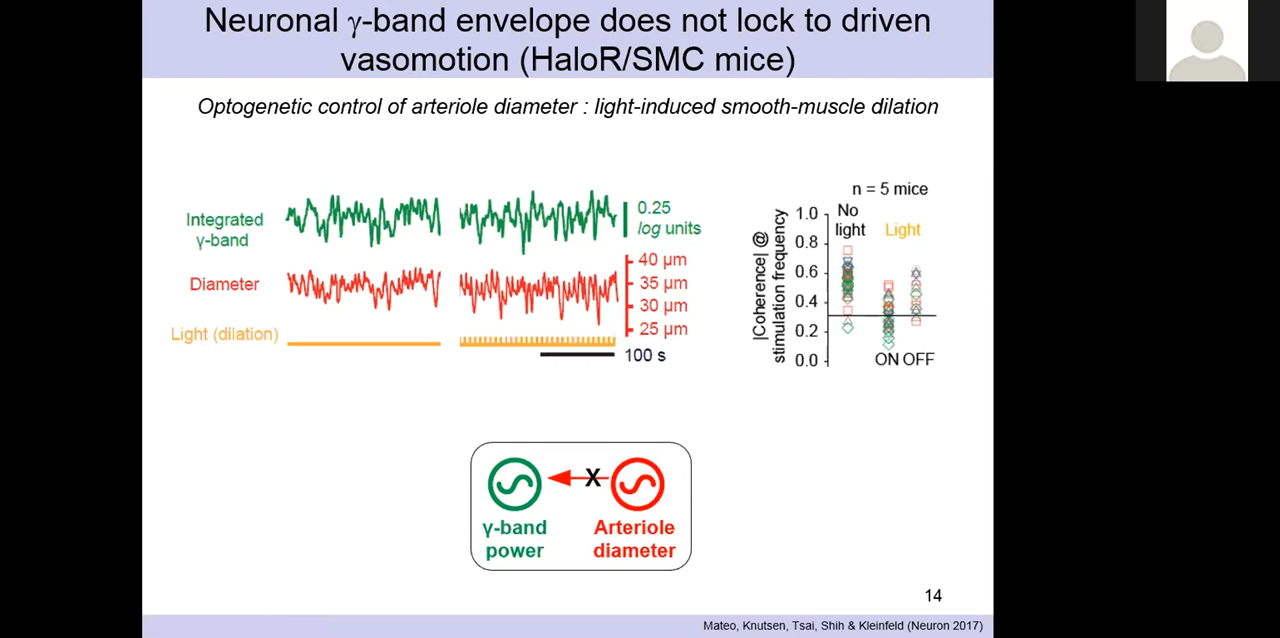 Neuronal γ-band envelope does not lock to driven
vasomotion (HaloR/SMC mice)
Optogenetic control of arteriole diameter : light-induced smooth-muscle dilation
Integrated
γ-band
0.25
log units
Diameter
40 μm
35 μm
30 μm
25 μm
Light (dilation)
100 s
n = 5 mice
No
light
Light
|Coherence| @
stimulation frequency
1.0
0.8
0.6
0.4
0.2
0.0
ON OFF
X
γ-band
power
Arteriole
diameter
14
Mateo, Knutsen, Tsai, Shih & Kleinfeld (Neuron 2017)